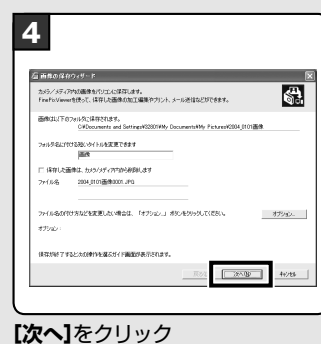 4
画像の保存ウィザード
カメラ/メディア内の画像をパソコンに保存します。
FinePixViewerを使って、保存した画像の加工編集やプリント、メール送信などができます。
画像は以下のフォルダに保存されます。
C:¥Documents and Settings¥02801¥My Documents¥My Pictures¥2004_0101画像
フォルダ名に付ける短いタイトルを変更できます
画像
保存した画像は、カメラ/メディア内から削除します
ファイル名 2004_0101画像0001.JPG
ファイル名の付け方などを変更したい場合は、「オプション...」ボタンをクリックしてください。
オプション...
オプション:
保存が終了すると次の操作を選ぶガイド画面が表示されます。
次へ(N)
キャンセル
[次へ]をクリック